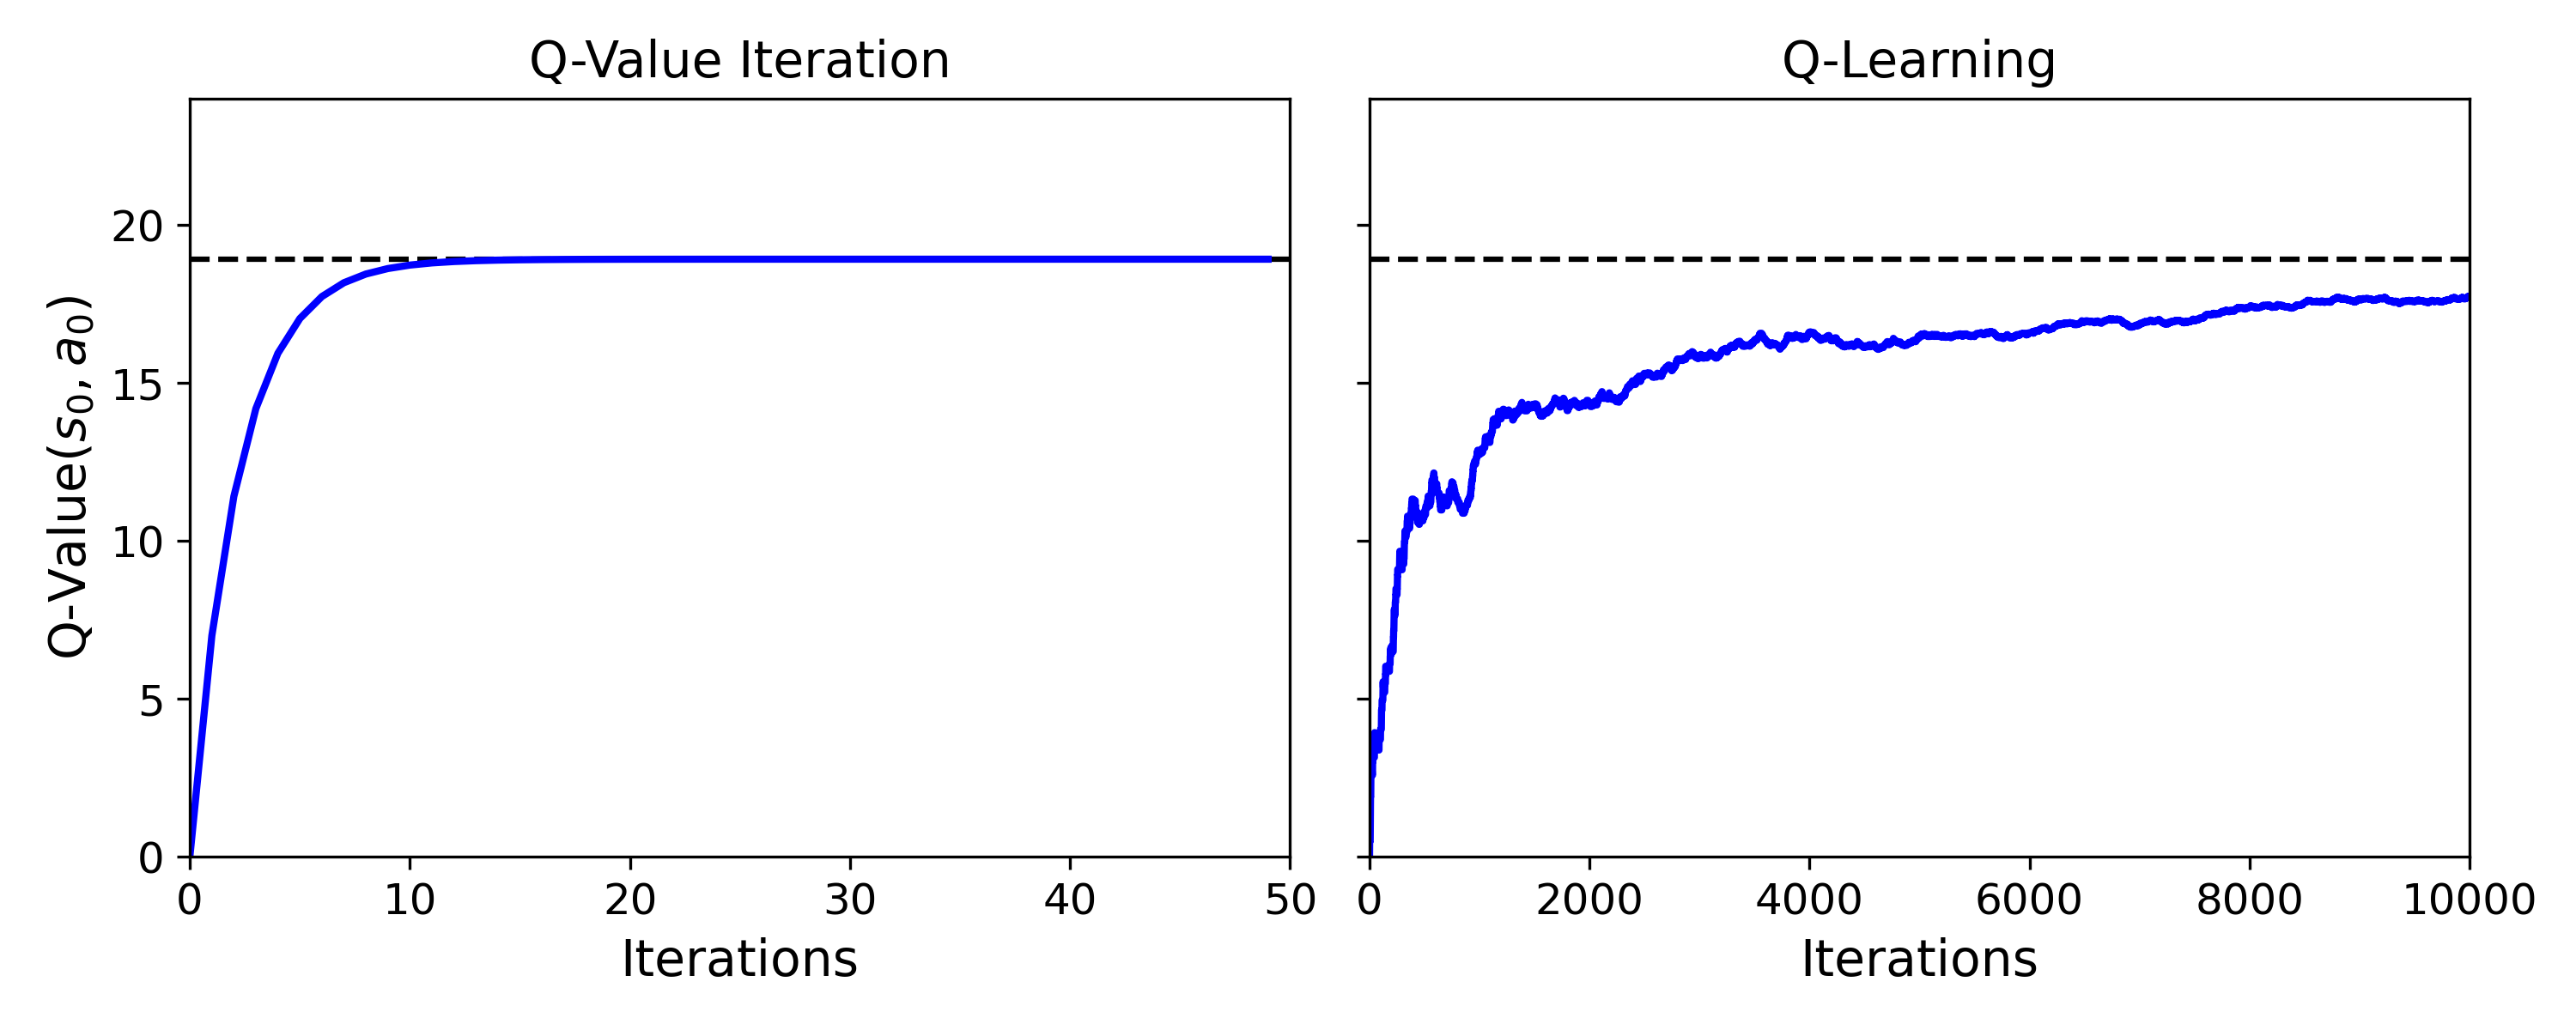 Q-Value Iteration
Q-Value(s₀, a₀)
20
15
10
5
0
0 10 20 30 40 50
Iterations
Q-Learning
0 2000 4000 6000 8000 10000
Iterations